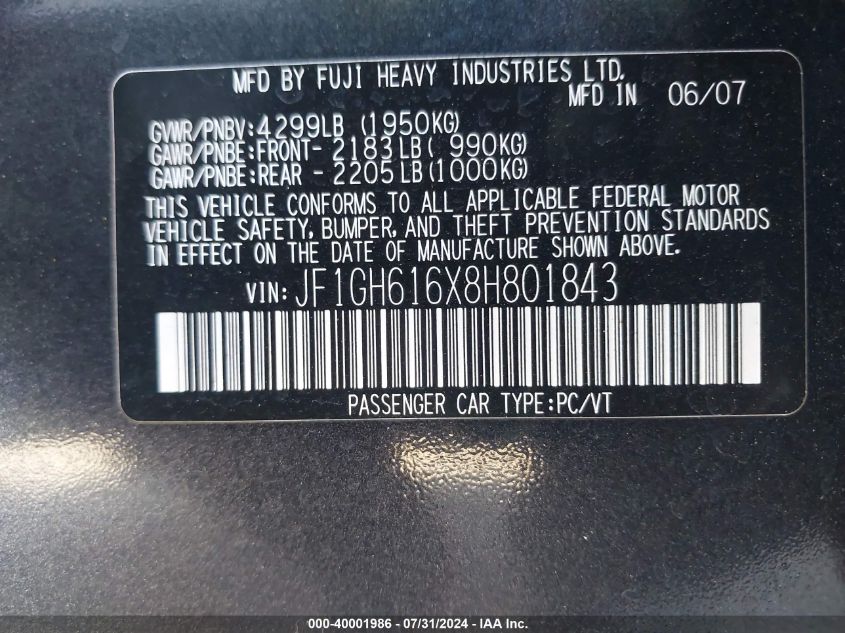 MFD BY FUJI HEAVY INDUSTRIES LTD.
MFD IN 06/07
GVWR/PNBV:4299LB (1950KG)
GAWR/PNBE:FRONT- 2183LB( 990KG)
GAWR/PNBE:REAR - 2205LB(1000KG)
THIS VEHICLE CONFORMS TO ALL APPLICABLE FEDERAL MOTOR
VEHICLE SAFETY, BUMPER, AND THEFT PREVENTION STANDARDS
IN EFFECT ON THE DATE OF MANUFACTURE SHOWN ABOVE.
VIN: JF1GH616X8H801843
PASSENGER CAR TYPE:PC/VT
000-40001986 - 07/31/2024 - IAA Inc.